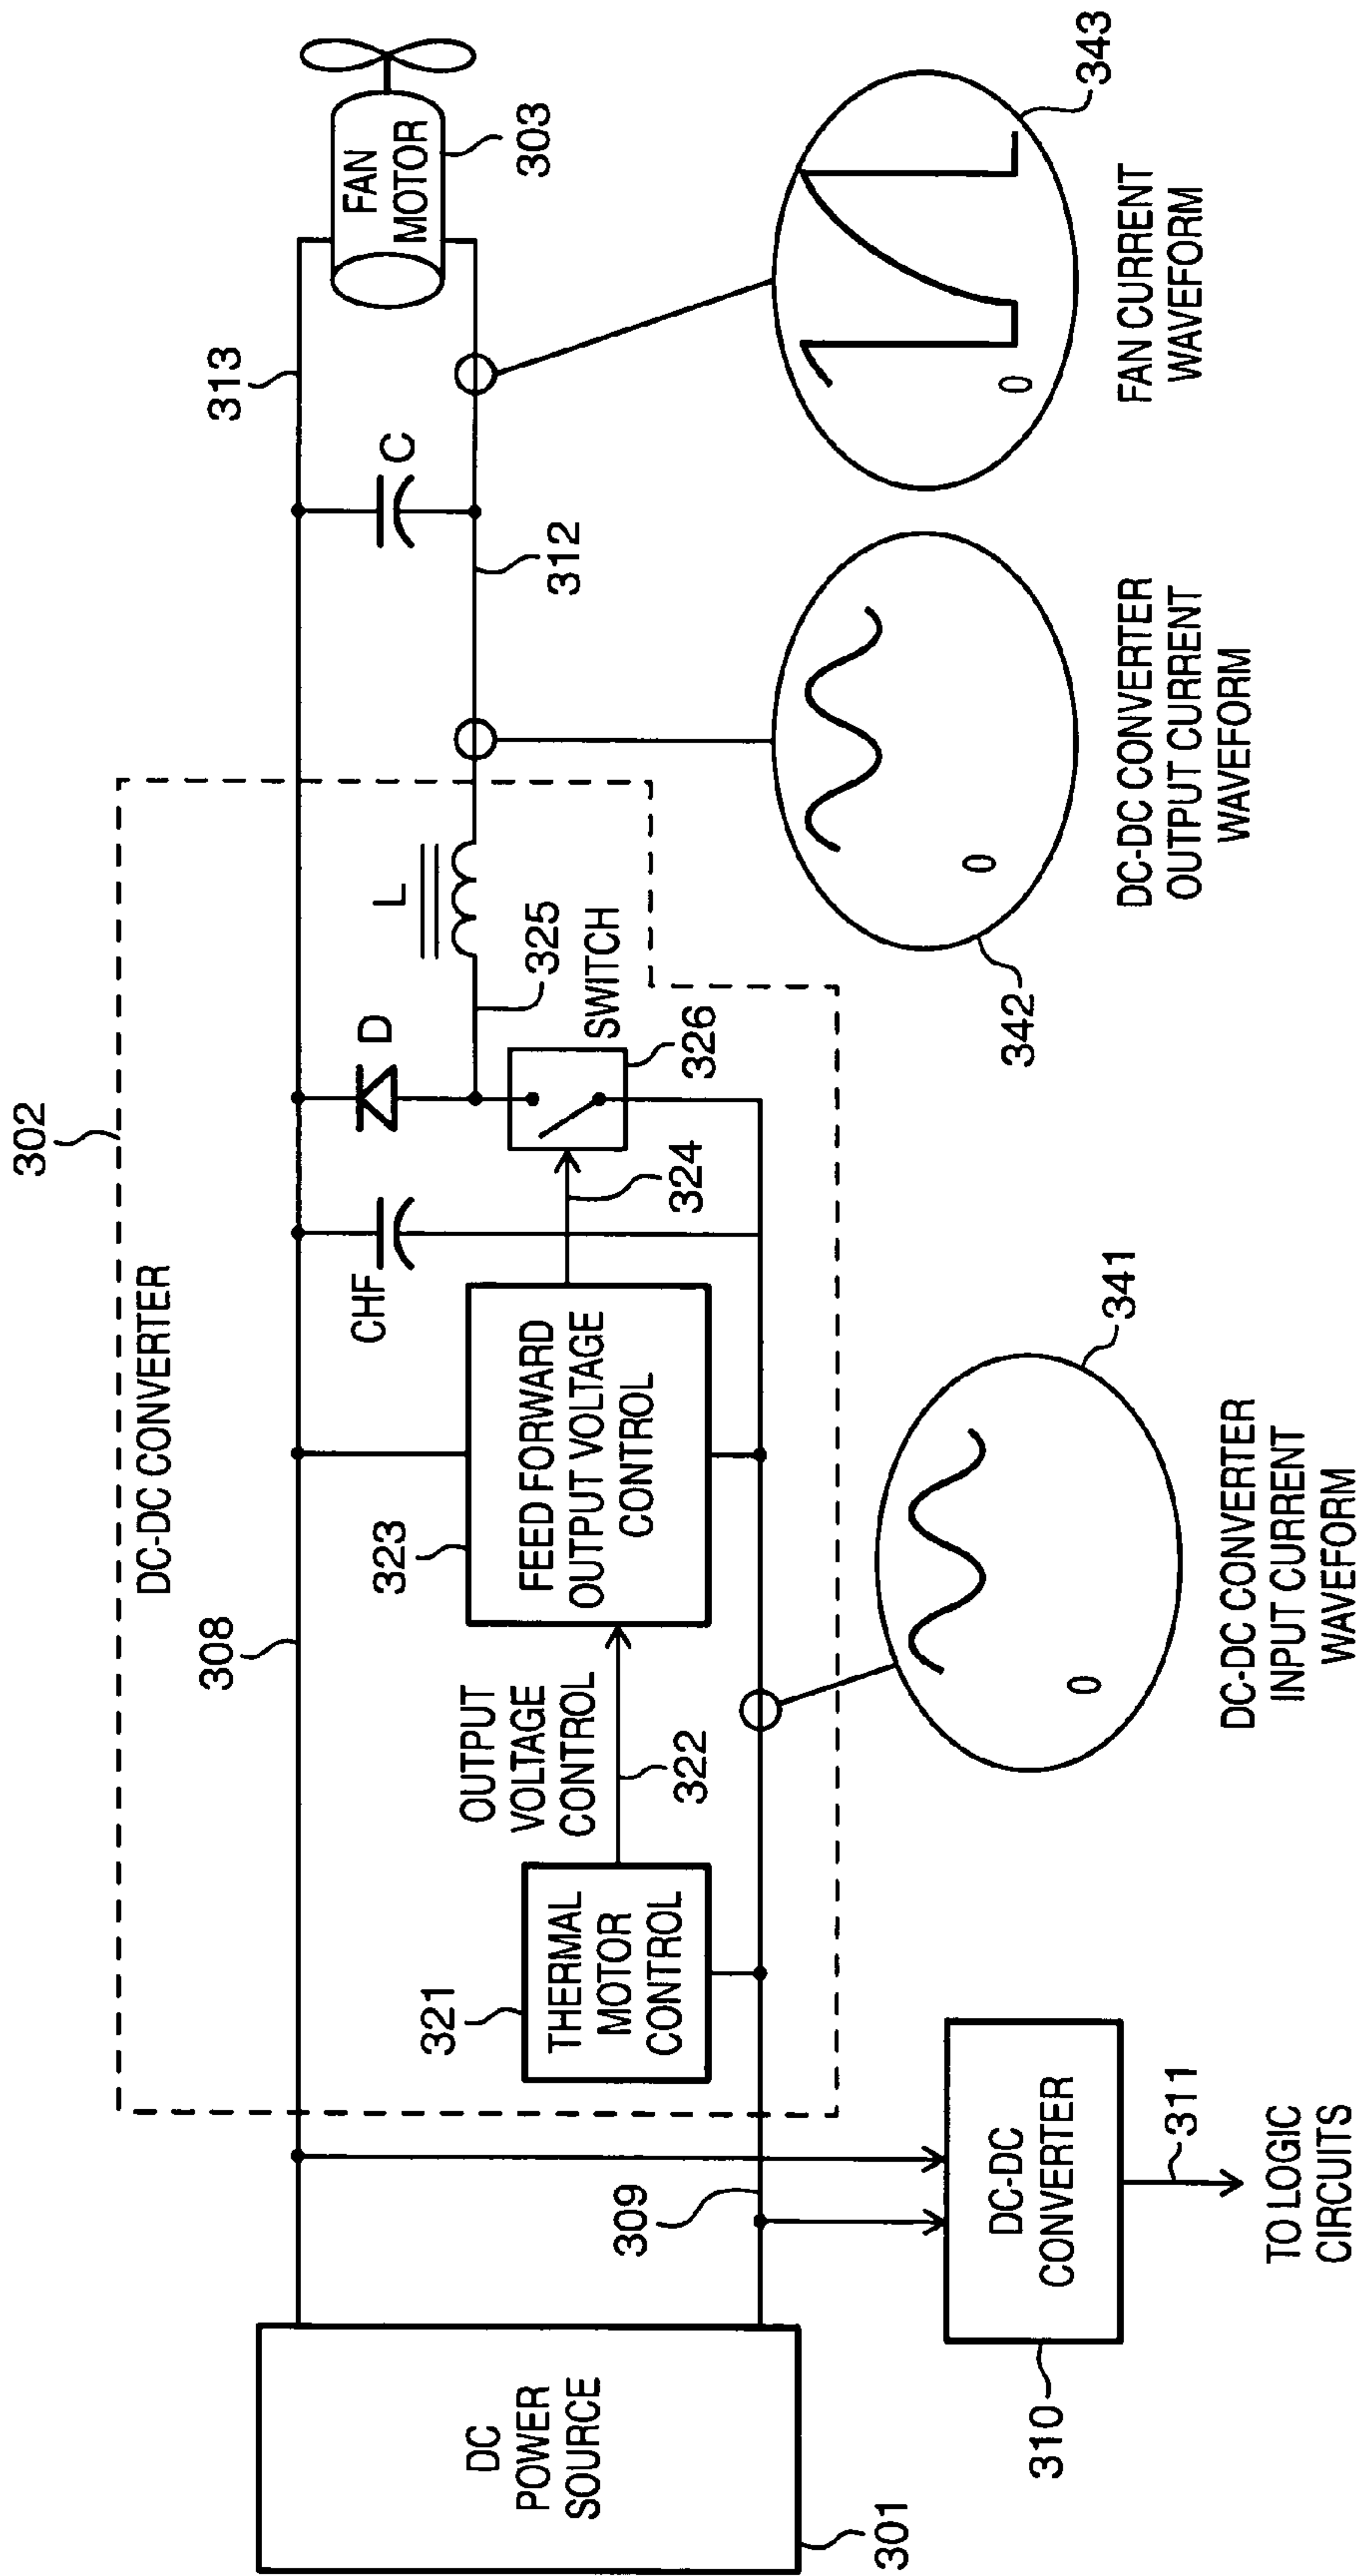 302
DC-DC CONVERTER
308
313
CHF
D
L
C
FAN
MOTOR
303
323
FEED FORWARD
OUTPUT VOLTAGE
CONTROL
OUTPUT
VOLTAGE
CONTROL
322
321
THERMAL
MOTOR
CONTROL
324
325
SWITCH
326
312
DC
POWER
SOURCE
301
309
310
DC-DC
CONVERTER
311
TO LOGIC
CIRCUITS
341
0
DC-DC CONVERTER
INPUT CURRENT
WAVEFORM
342
0
DC-DC CONVERTER
OUTPUT CURRENT
WAVEFORM
343
0
FAN CURRENT
WAVEFORM